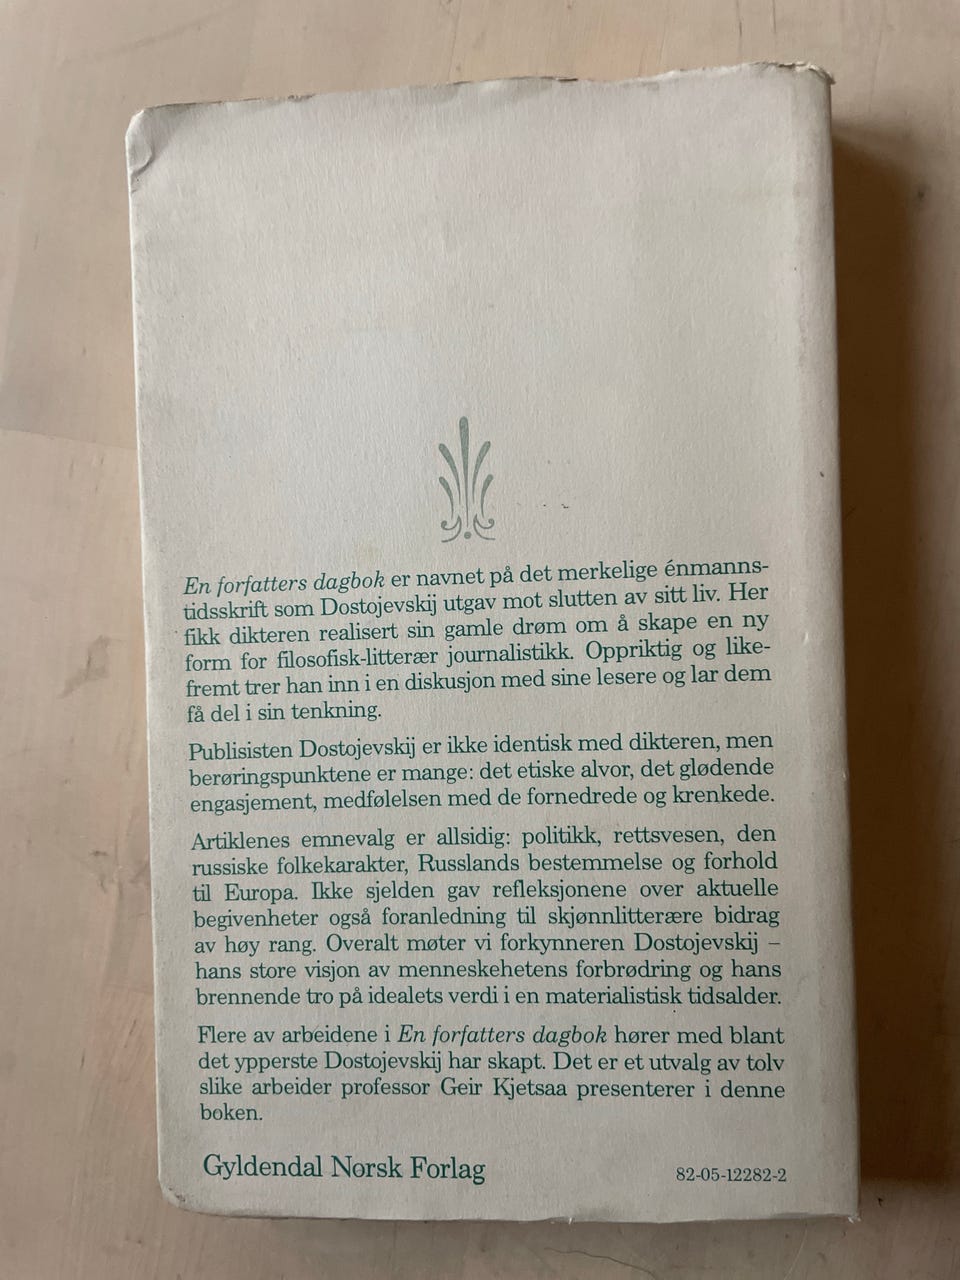 En forfatters dagbok er navnet på det merkelige énmanns-
tidsskrift som Dostojevskij utgav mot slutten av sitt liv. Her
fikk dikteren realisert sin gamle drøm om å skape en ny
form for filosofisk-litterær journalistikk. Oppriktig og like-
fremt trer han inn i en diskusjon med sine lesere og lar dem
få del i sin tenkning.
Publisisten Dostojevskij er ikke identisk med dikteren, men
berøringspunktene er mange: det etiske alvor, det glødende
engasjement, medfølelsen med de fornedrede og krenkede.
Artiklenes emnevalg er allsidig: politikk, rettsvesen, den
russiske folkekarakter, Russlands bestemmelse og forhold
til Europa. Ikke sjelden gav refleksjonene over aktuelle
begivenheter også foranledning til skjønnlitterære bidrag
av høy rang. Overalt møter vi forkynneren Dostojevskij –
hans store visjon av menneskehetens forbrødring og hans
brennende tro på idealets verdi i en materialistisk tidsalder.
Flere av arbeidene i En forfatters dagbok hører med blant
det ypperste Dostojevskij har skapt. Det er et utvalg av tolv
slike arbeider professor Geir Kjetsaa presenterer i denne
boken.
Gyldendal Norsk Forlag
82-05-12282-2